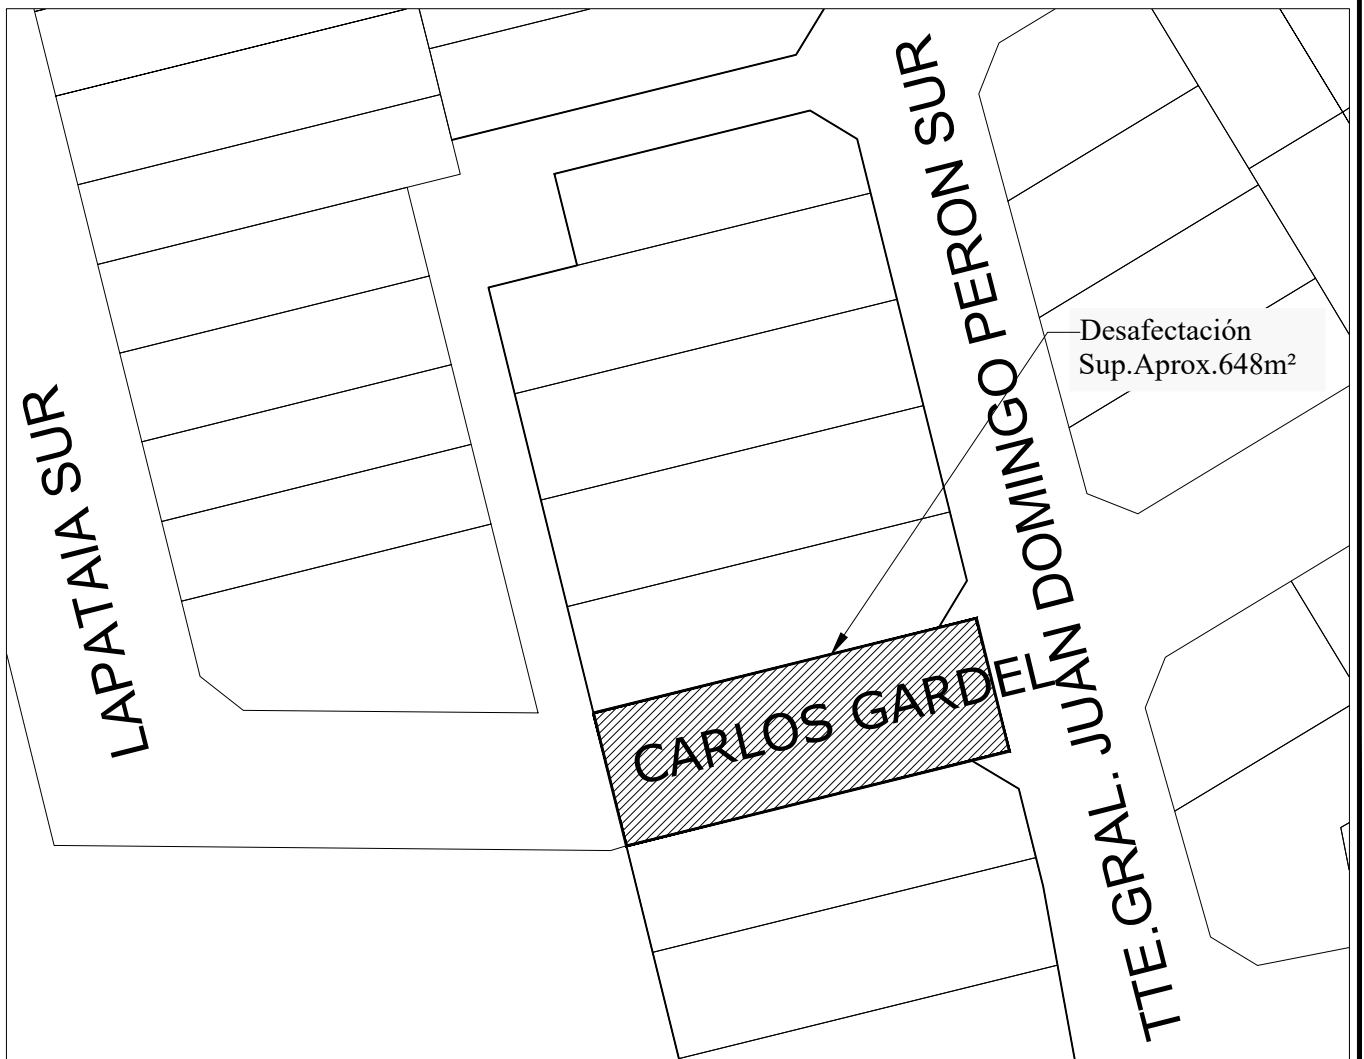 LAPATAIA SUR
TTE.GRAL. JUAN DOMINGO PERON SUR
Desafectación
Sup.Aprox.648m²
CARLOS GARDEL